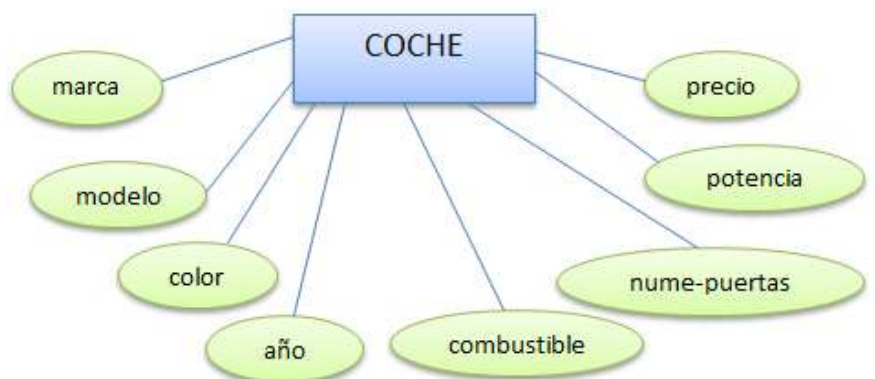 COCHE
marca
precio
modelo
potencia
color
nume-puertas
año
combustible